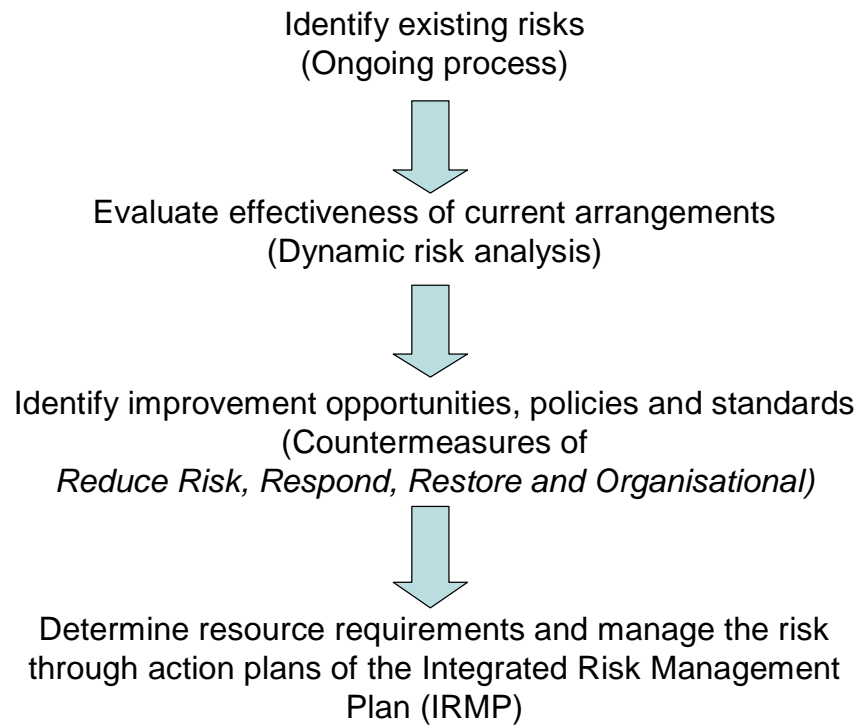 Identify existing risks
(Ongoing process)
Evaluate effectiveness of current arrangements
(Dynamic risk analysis)
Identify improvement opportunities, policies and standards
(Countermeasures of
Reduce Risk, Respond, Restore and Organisational)
Determine resource requirements and manage the risk
through action plans of the Integrated Risk Management
Plan (IRMP)